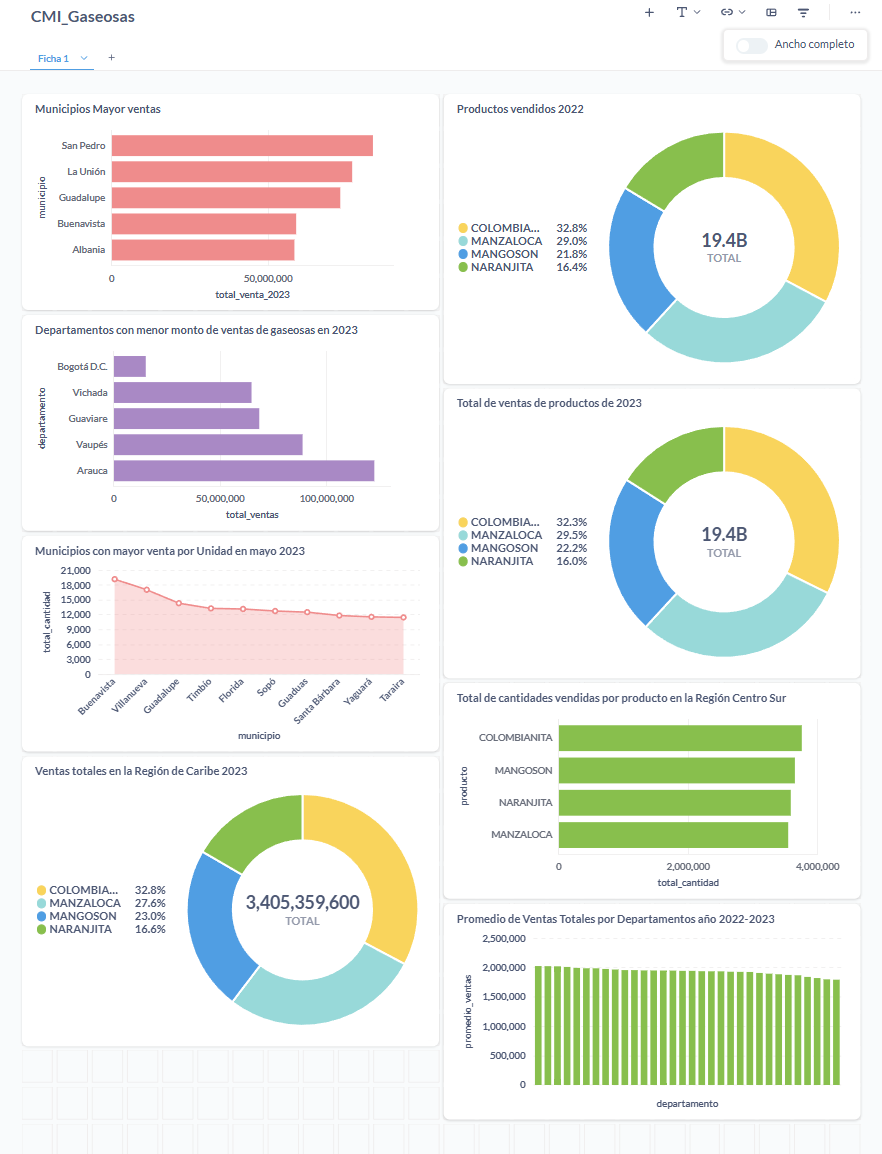 CMI_Gaseosas
Ancho completo
Ficha 1
Municipios Mayor ventas
municipio
San Pedro
La Unión
Guadalupe
Buenavista
Albania
0 50,000,000
total_venta_2023
Departamentos con menor monto de ventas de gaseosas en 2023
departamento
Bogotá D.C.
Vichada
Guaviare
Vaupés
Arauca
0 50,000,000 100,000,000
total_ventas
Municipios con mayor venta por Unidad en mayo 2023
total_cantidad
21,000
18,000
15,000
12,000
9,000
6,000
3,000
0
Buenavista Villanueva Guadalupe Timbío Florida Sopó Guaduas Santa Bárbara Yaguará Taraira
municipio
Ventas totales en la Región de Caribe 2023
COLOMBIA... 32.8%
MANZALOCA 27.6%
MANGOSON 23.0%
NARANJITA 16.6%
3,405,359,600
TOTAL
Productos vendidos 2022
COLOMBIA... 32.8%
MANZALOCA 29.0%
MANGOSON 21.8%
NARANJITA 16.4%
19.4B
TOTAL
Total de ventas de productos de 2023
COLOMBIA... 32.3%
MANZALOCA 29.5%
MANGOSON 22.2%
NARANJITA 16.0%
19.4B
TOTAL
Total de cantidades vendidas por producto en la Región Centro Sur
producto
COLOMBIANITA
MANGOSON
NARANJITA
MANZALOCA
0 2,000,000 4,000,000
total_cantidad
Promedio de Ventas Totales por Departamentos año 2022-2023
promedio_ventas
2,500,000
2,000,000
1,500,000
1,000,000
500,000
0
departamento